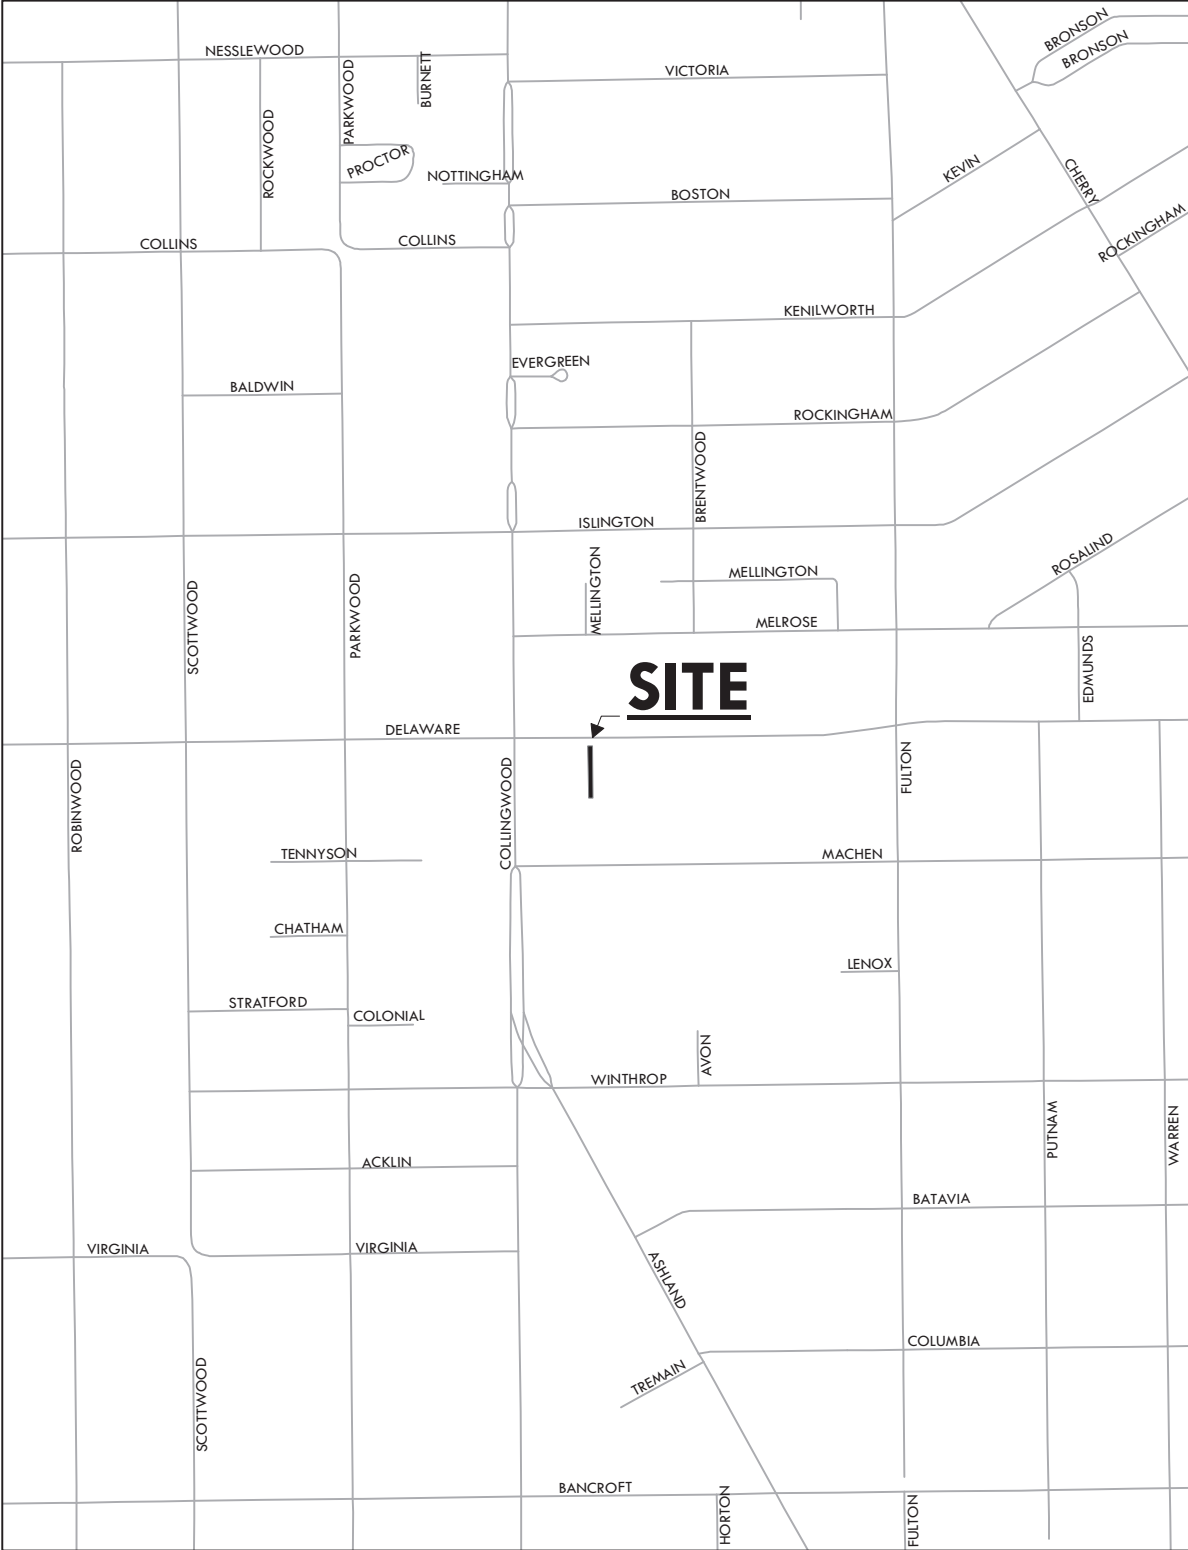 BRONSON
BRONSON
NESSLEWOOD
BURNETT
VICTORIA
PARKWOOD
ROCKWOOD
PROCTOR
NOTTINGHAM
KEVIN
CHERRY
BOSTON
ROCKINGHAM
COLLINS
COLLINS
KENILWORTH
EVERGREEN
BALDWIN
ROCKINGHAM
BRENTWOOD
ISLINGTON
MELLINGTON
MELLINGTON
ROSALIND
SCOTTWOOD
PARKWOOD
MELROSE
EDMUNDS
SITE
DELAWARE
ROBINWOOD
COLLINGWOOD
FULTON
TENNYSON
MACHEN
CHATHAM
LENOX
STRATFORD
COLONIAL
AVON
WINTHROP
PUTNAM
WARREN
ACKLIN
BATAVIA
VIRGINIA
VIRGINIA
ASHLAND
COLUMBIA
TREMAIN
SCOTTWOOD
BANCROFT
HORTON
FULTON